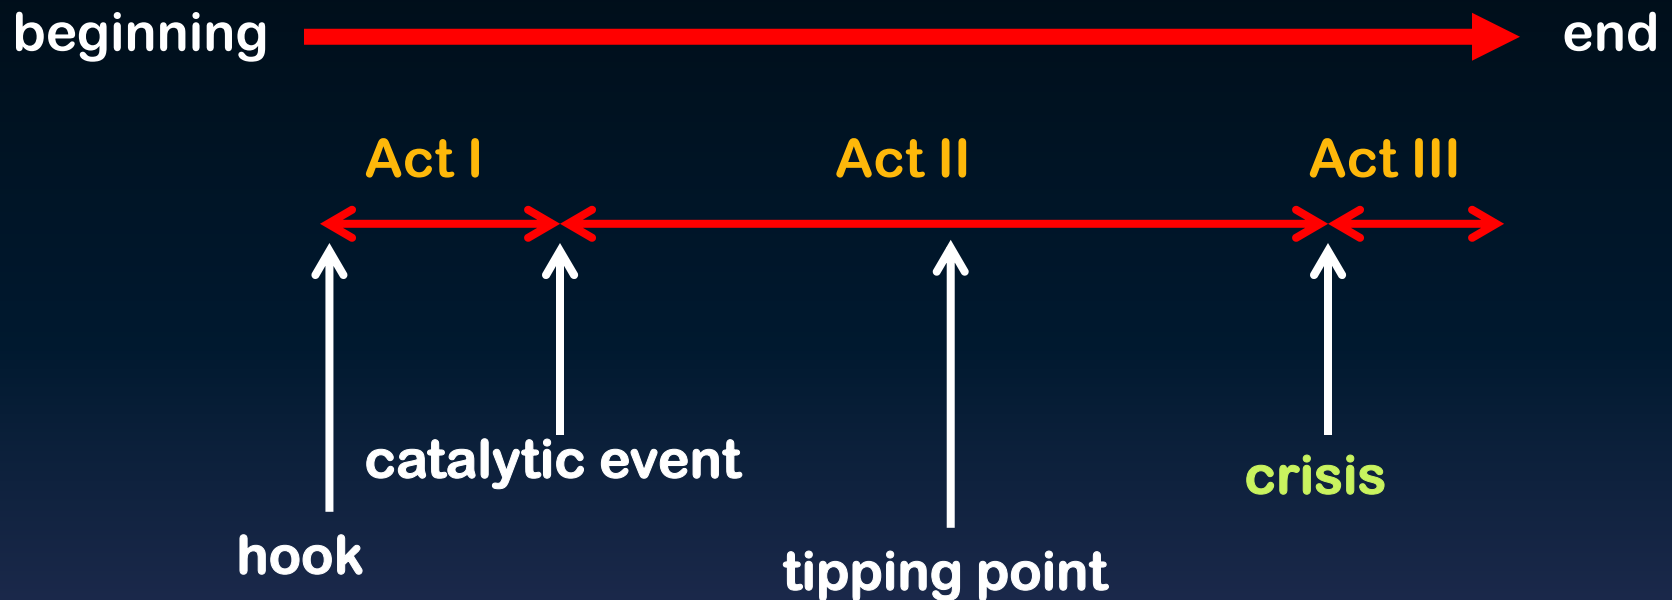 beginning end
Act I Act II Act III
catalytic event
crisis
hook
tipping point